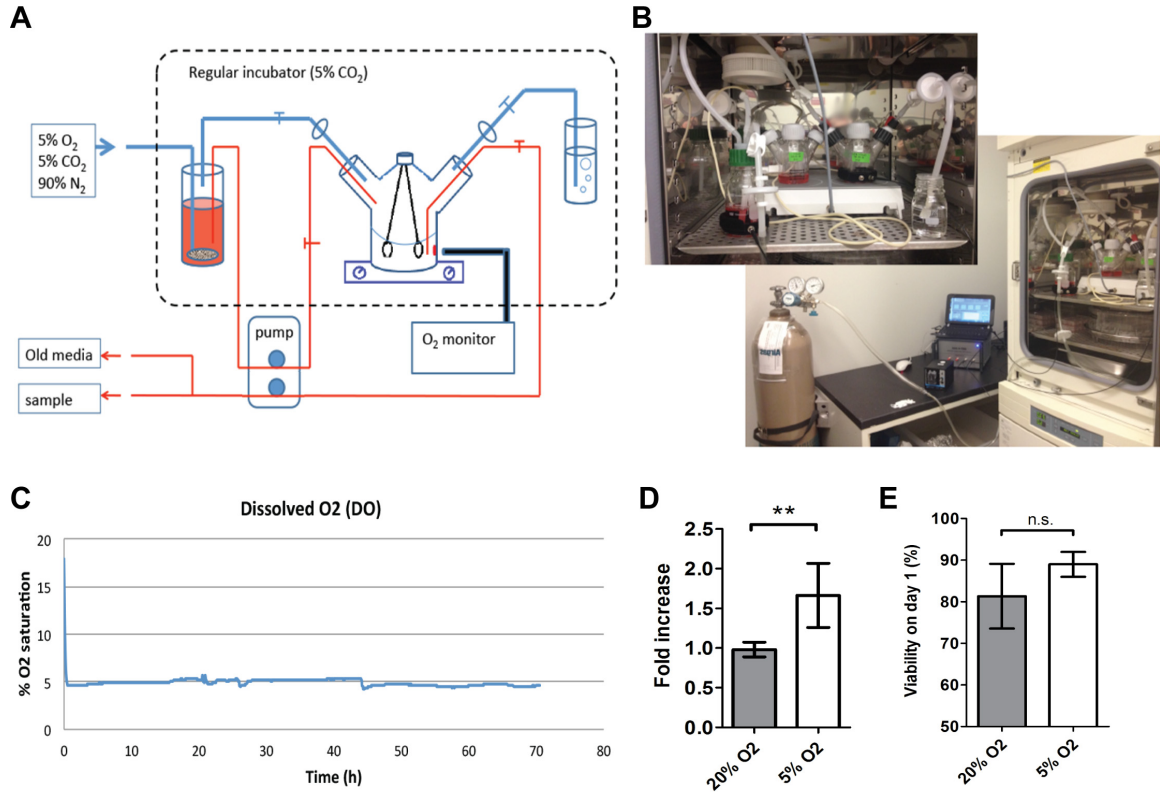 A
Regular incubator (5% CO₂)
5% O₂
5% CO₂
90% N₂
pump
O₂ monitor
Old media
sample
B
C
Dissolved O2 (DO)
% O2 saturation
20
15
10
5
0
0
10
20
30
40
50
60
70
80
Time (h)
D
**
Fold increase
2.5
2.0
1.5
1.0
0.5
0.0
20% O2
5% O2
E
n.s.
Viability on day 1 (%)
100
90
80
70
60
50
20% O2
5% O2